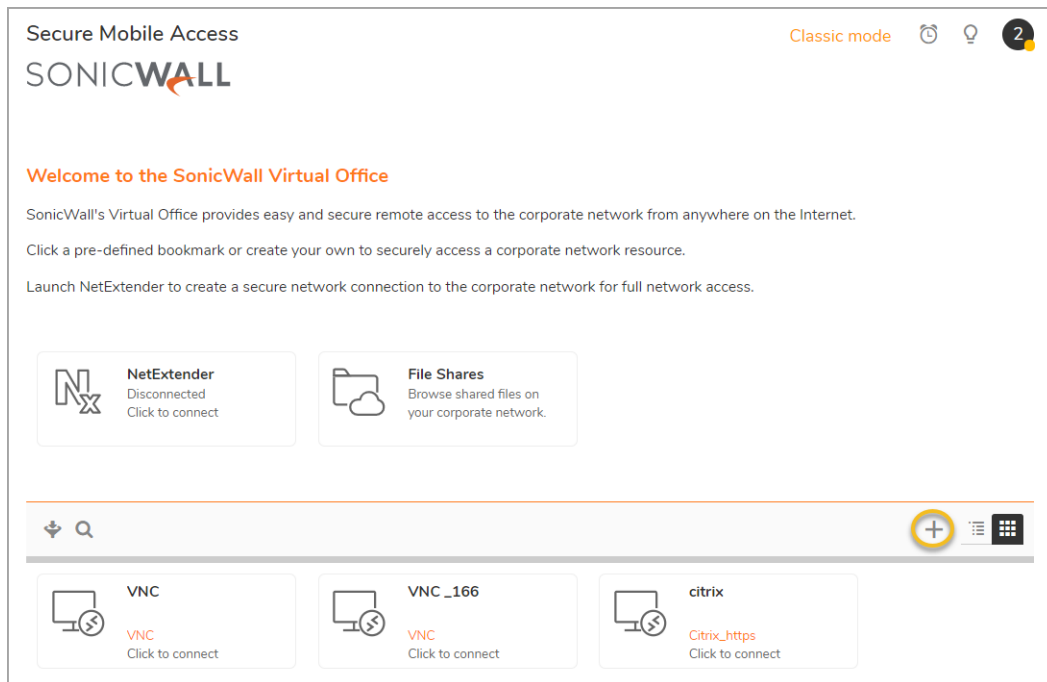 Secure Mobile Access
Classic mode
2
SONICWALL
Welcome to the SonicWall Virtual Office
SonicWall's Virtual Office provides easy and secure remote access to the corporate network from anywhere on the Internet.
Click a pre-defined bookmark or create your own to securely access a corporate network resource.
Launch NetExtender to create a secure network connection to the corporate network for full network access.
NX
NetExtender
Disconnected
Click to connect
File Shares
Browse shared files on
your corporate network.
VNC
VNC
Click to connect
VNC _166
VNC
Click to connect
citrix
Citrix_https
Click to connect